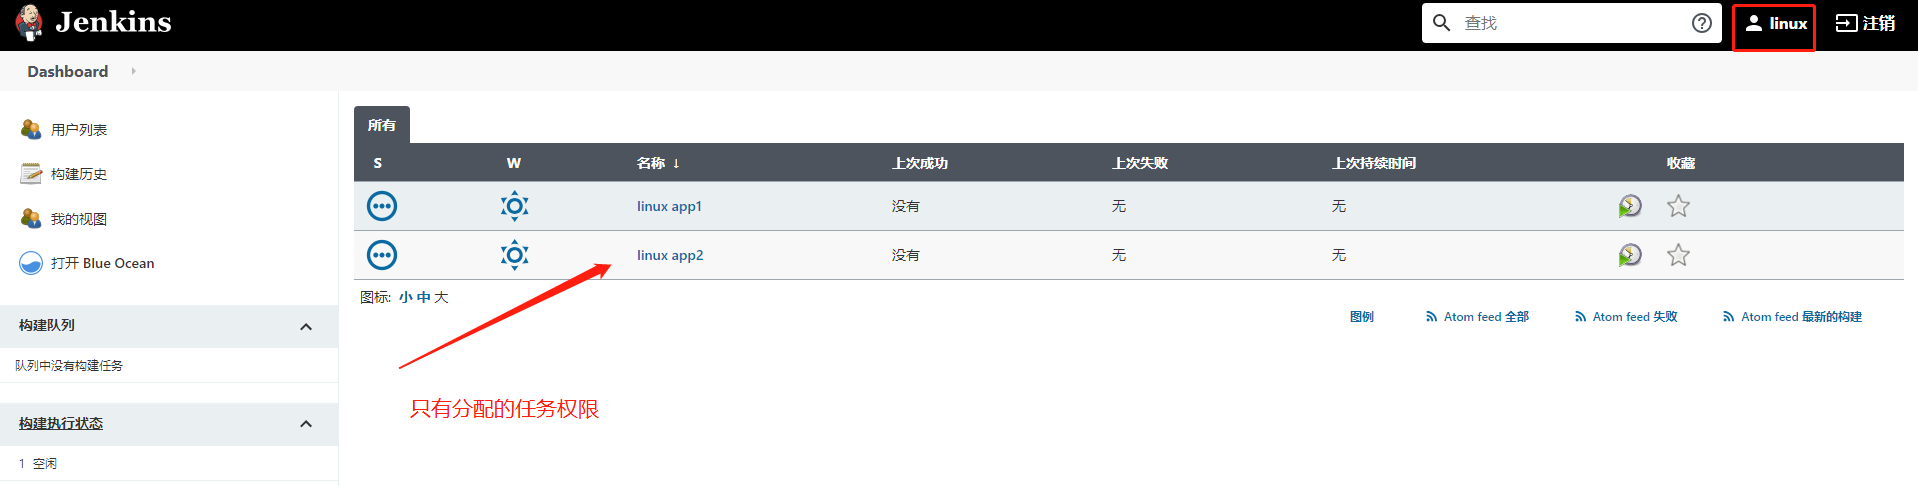 Jenkins
查找
linux
注销
Dashboard
用户列表
构建历史
我的视图
打开 Blue Ocean
构建队列
队列中没有构建任务
构建执行状态
1 空闲
所有
S W 名称 ↓ 上次成功 上次失败 上次持续时间 收藏
linux app1 没有 无 无
linux app2 没有 无 无
图标: 小 中 大
图例 Atom feed 全部 Atom feed 失败 Atom feed 最新的构建
只有分配的任务权限